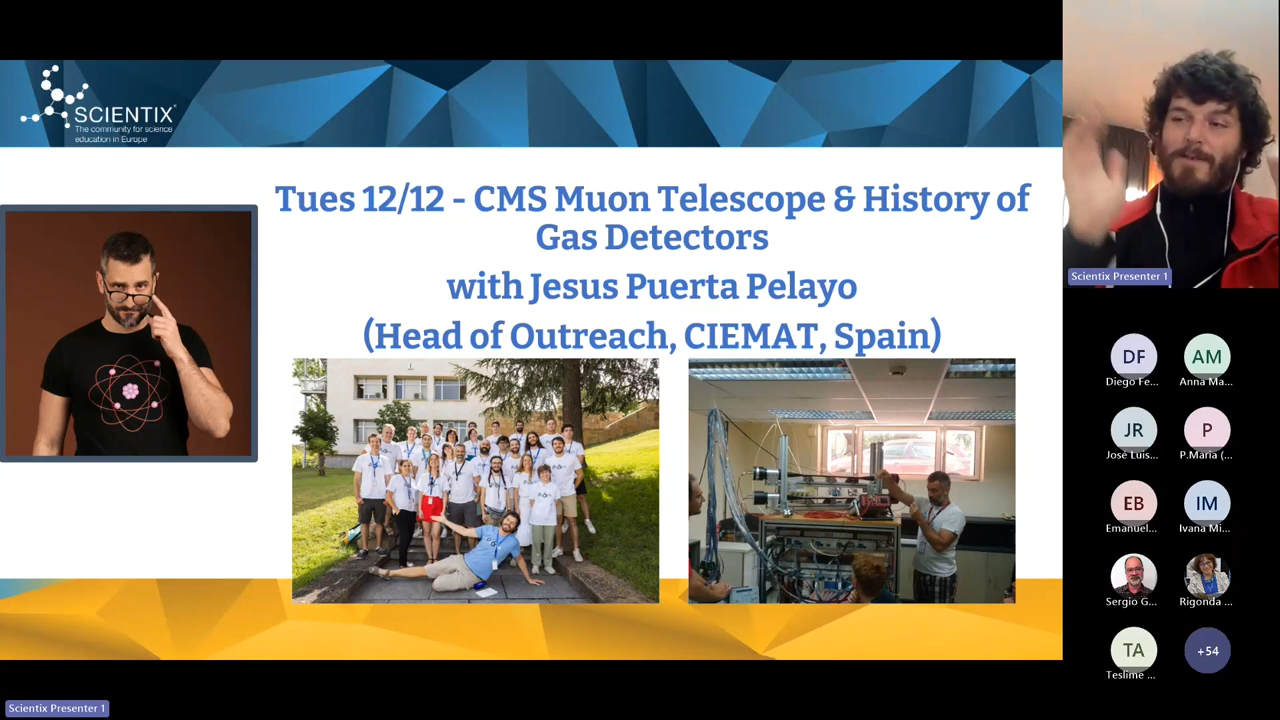 SCIENTIX
The community for science
education in Europe
Tues 12/12 - CMS Muon Telescope & History of
Gas Detectors
with Jesus Puerta Pelayo
(Head of Outreach, CIEMAT, Spain)
Scientix Presenter 1
DF
Diego Fe...
AM
Anna Ma...
JR
José Luis...
P
P.Maria (...
EB
Emanuel...
IM
Ivana Mi...
Sergio G...
Rigonda ...
TA
Teslime ...
+54
Scientix Presenter 1